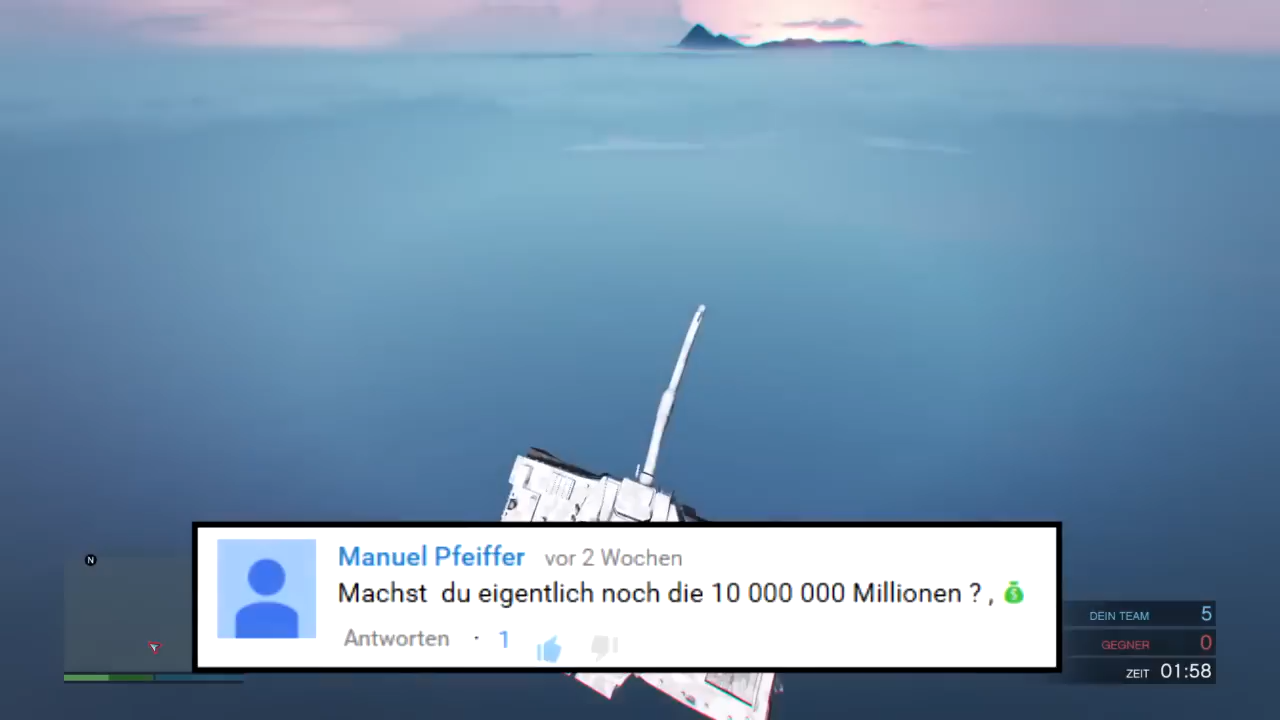 Manuel Pfeiffer vor 2 Wochen
Machst du eigentlich noch die 10 000 000 Millionen ? , 💰
Antworten · 1
N
DEIN TEAM 5
GEGNER 0
ZEIT 01:58